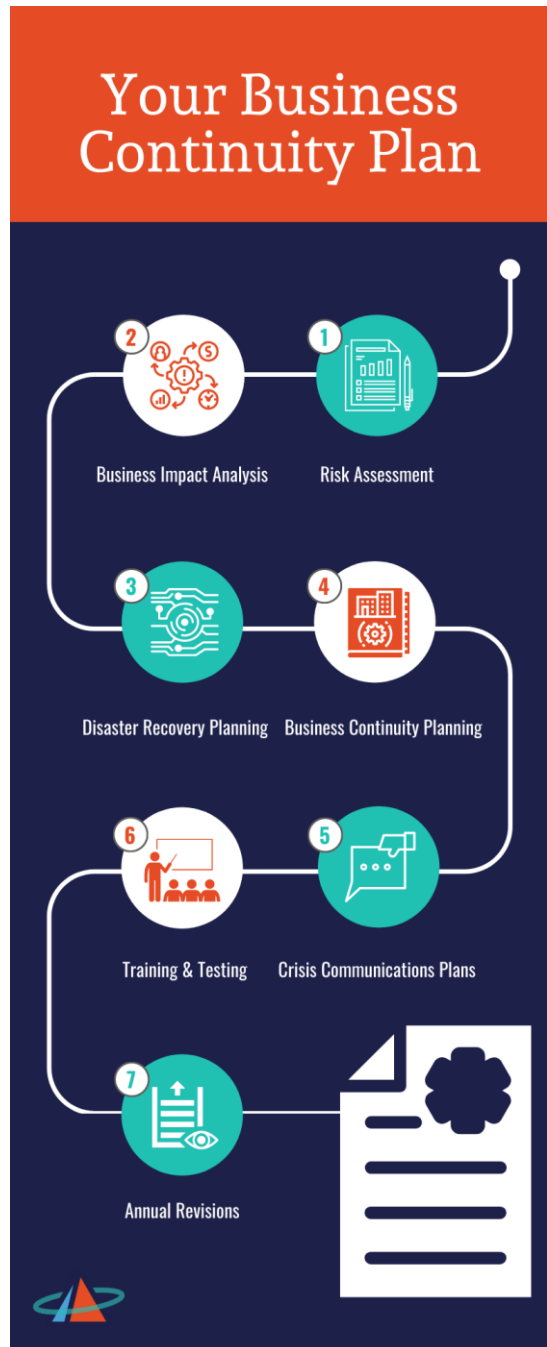 Your Business
Continuity Plan
1
Risk Assessment
2
Business Impact Analysis
3
Disaster Recovery Planning
4
Business Continuity Planning
5
Crisis Communications Plans
6
Training & Testing
7
Annual Revisions